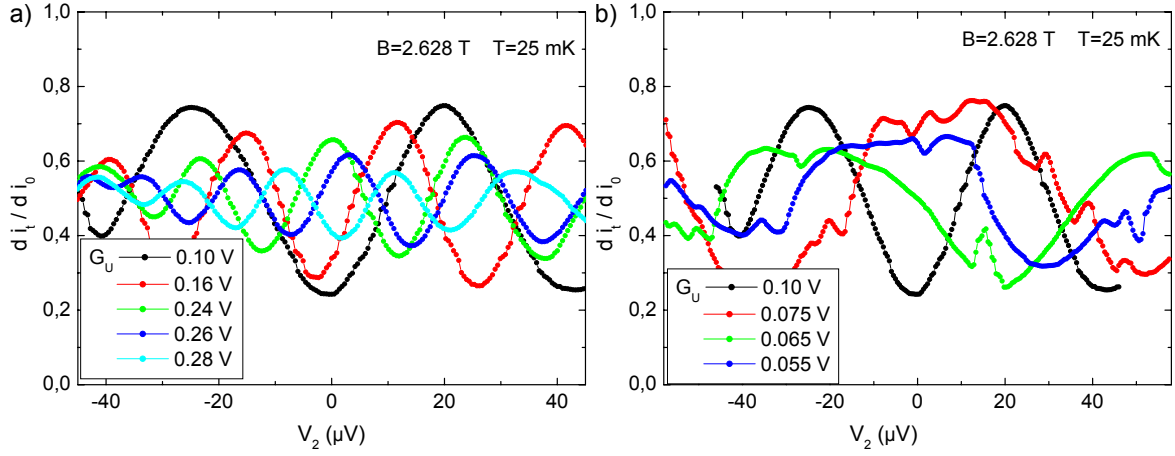 a)
B=2.628 T T=25 mK
d i_t / d i_0
1,0
0,8
0,6
0,4
0,2
0,0
G_U
0.10 V
0.16 V
0.24 V
0.26 V
0.28 V
-40 -20 0 20 40
V_2 (µV)
b)
B=2.628 T T=25 mK
d i_t / d i_0
1,0
0,8
0,6
0,4
0,2
0,0
G_U
0.10 V
0.075 V
0.065 V
0.055 V
-40 -20 0 20 40
V_2 (µV)